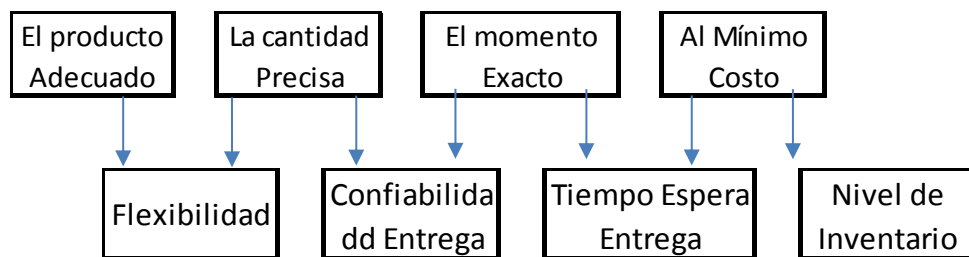 El producto
Adecuado
La cantidad
Precisa
El momento
Exacto
Al Mínimo
Costo
Flexibilidad
Confiabilida
dd Entrega
Tiempo Espera
Entrega
Nivel de
Inventario